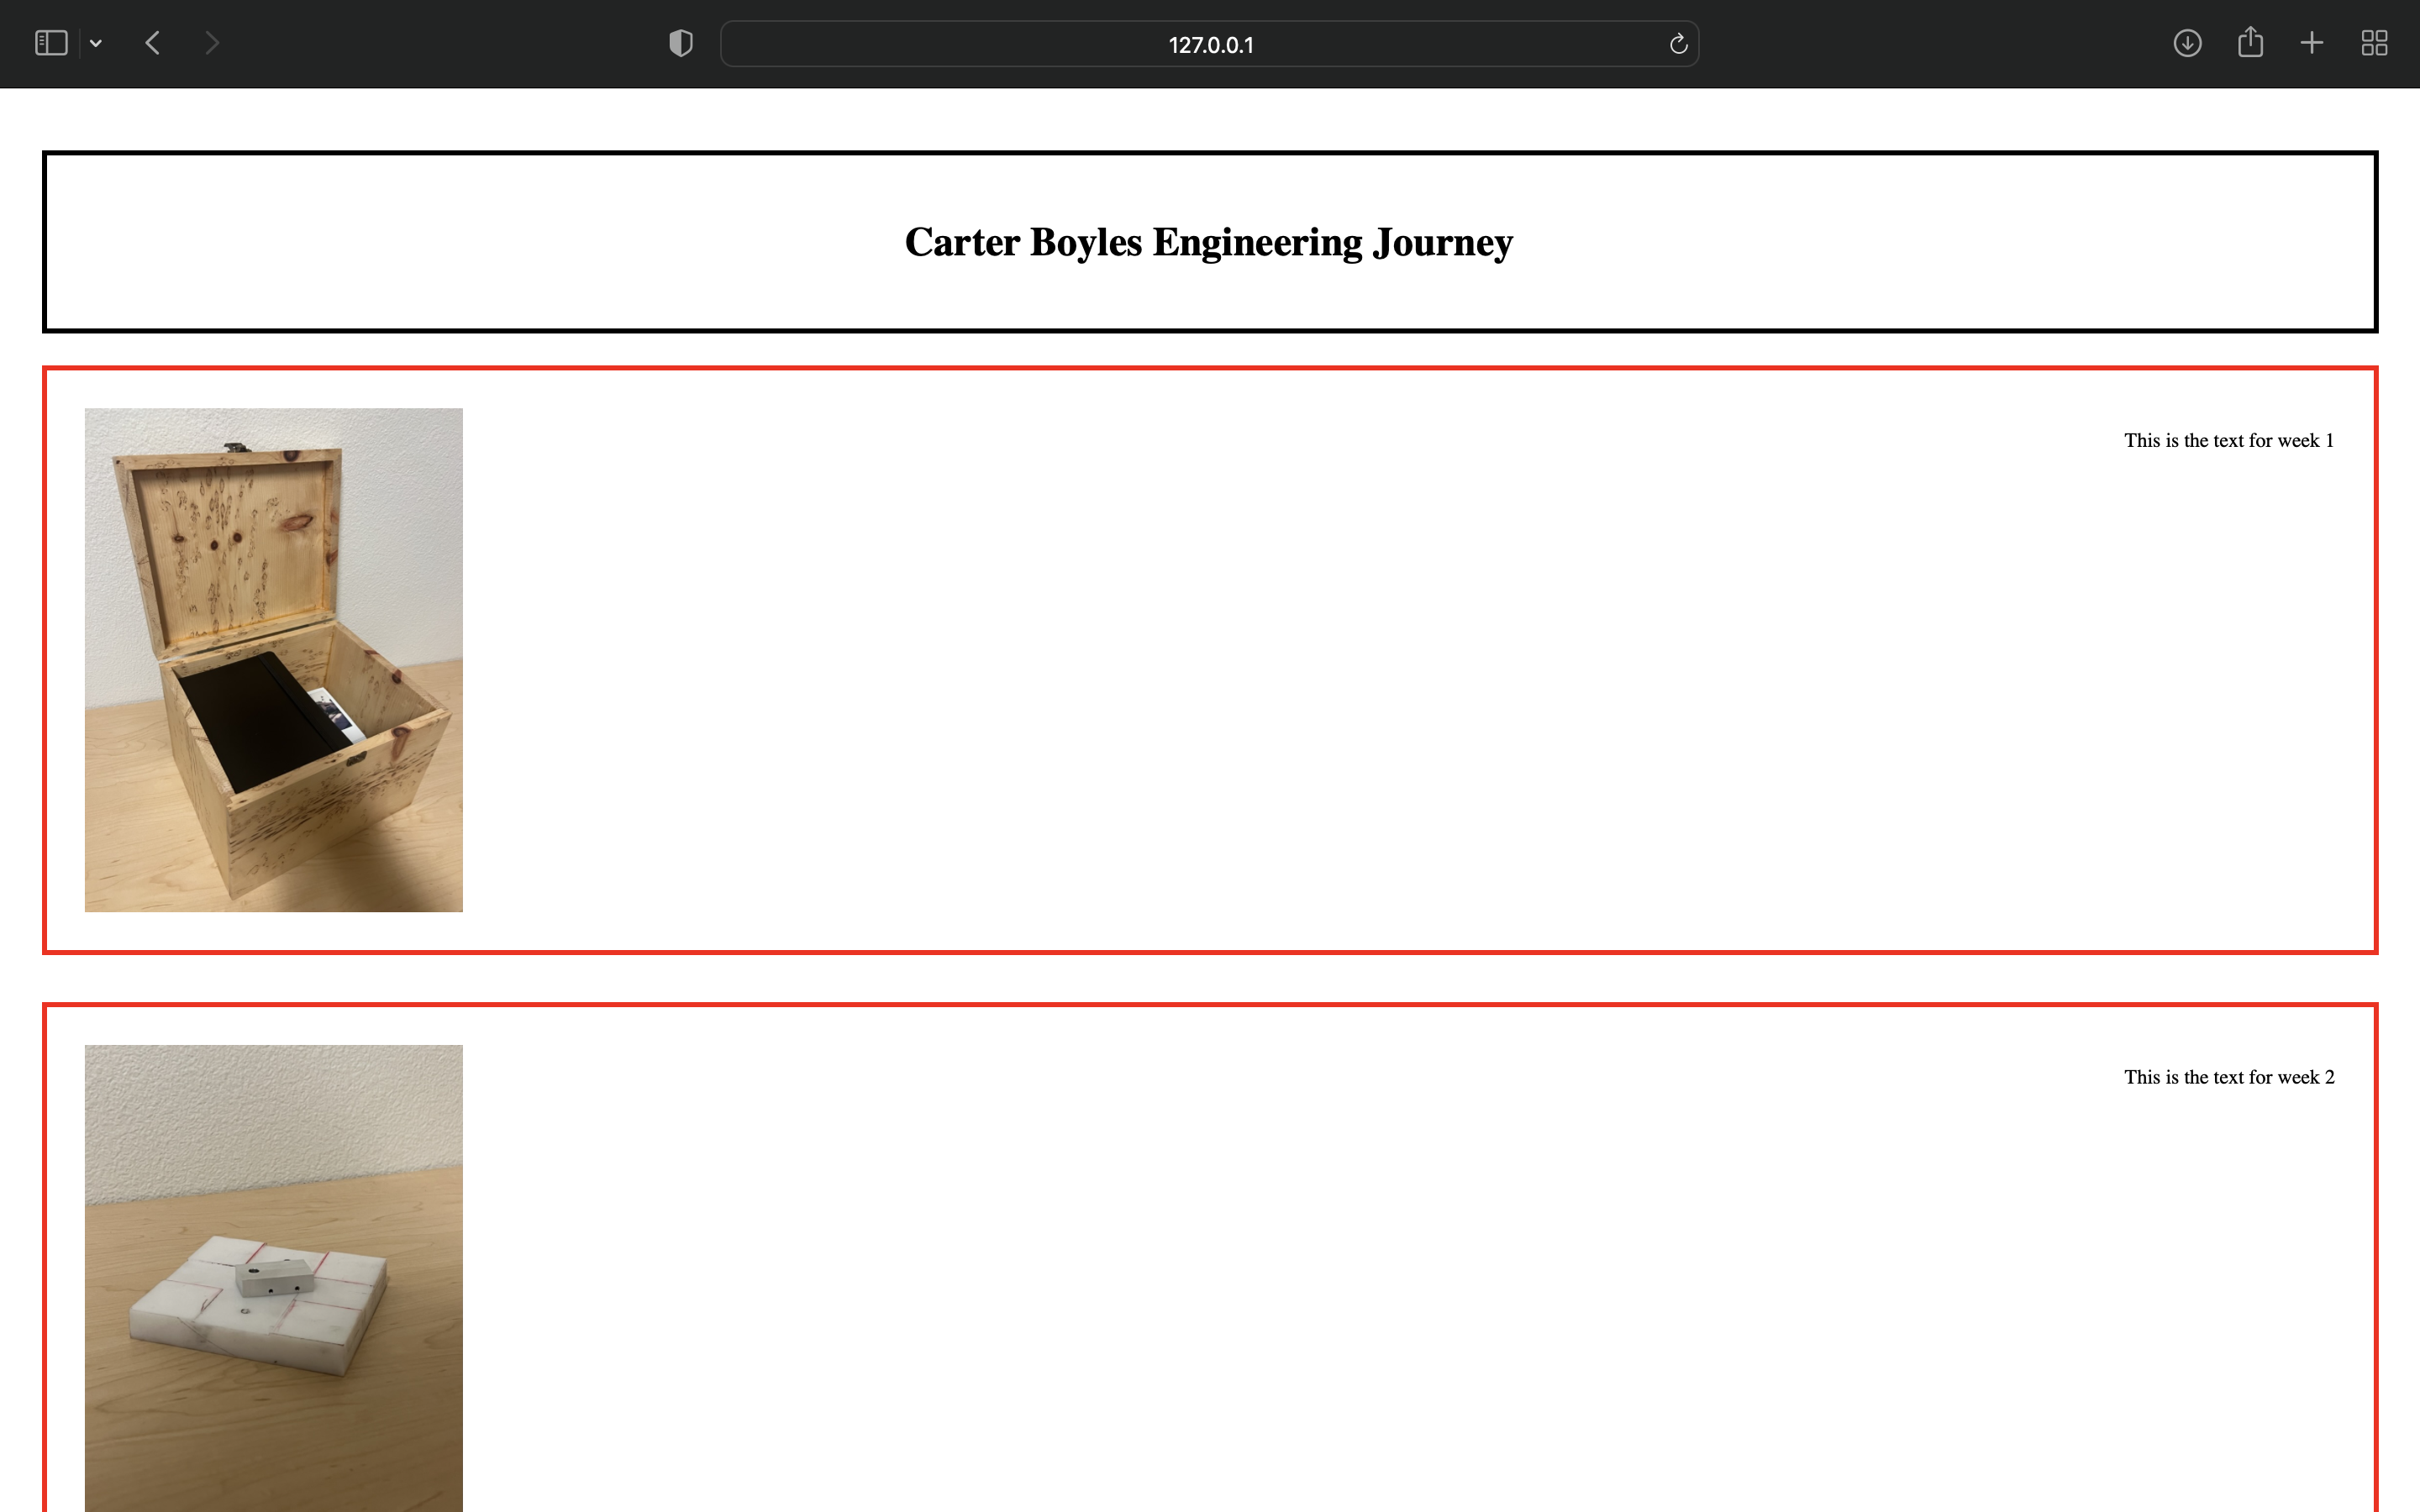 127.0.0.1
Carter Boyles Engineering Journey
This is the text for week 1
This is the text for week 2